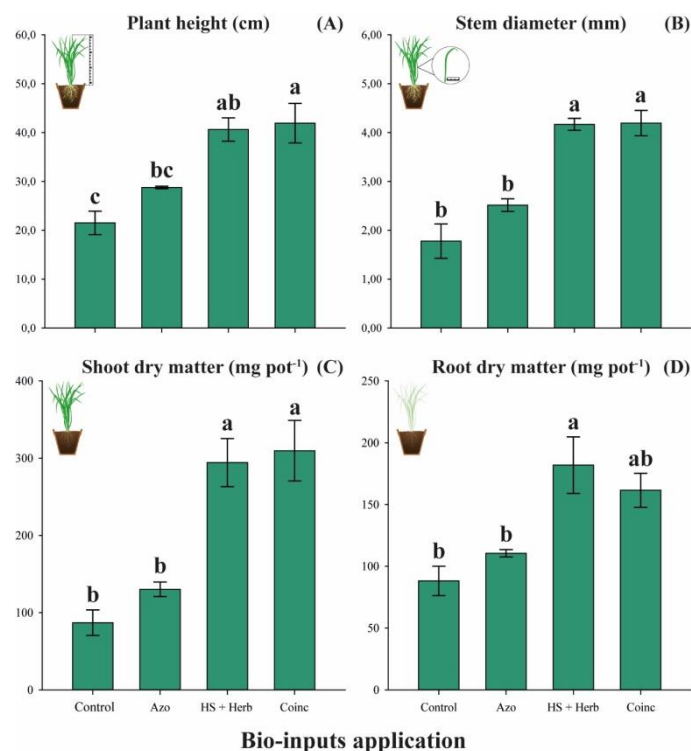 Plant height (cm) (A)
60,0
50,0
40,0
30,0
20,0
10,0
0,0
c
bc
ab
a
Stem diameter (mm) (B)
6,00
5,00
4,00
3,00
2,00
1,00
0,00
b
b
a
a
Shoot dry matter (mg pot⁻¹) (C)
400
300
200
100
0
b
b
a
a
Control Azo HS + Herb Coinc
Root dry matter (mg pot⁻¹) (D)
250
200
150
100
50
0
b
b
a
ab
Control Azo HS + Herb Coinc
Bio-inputs application